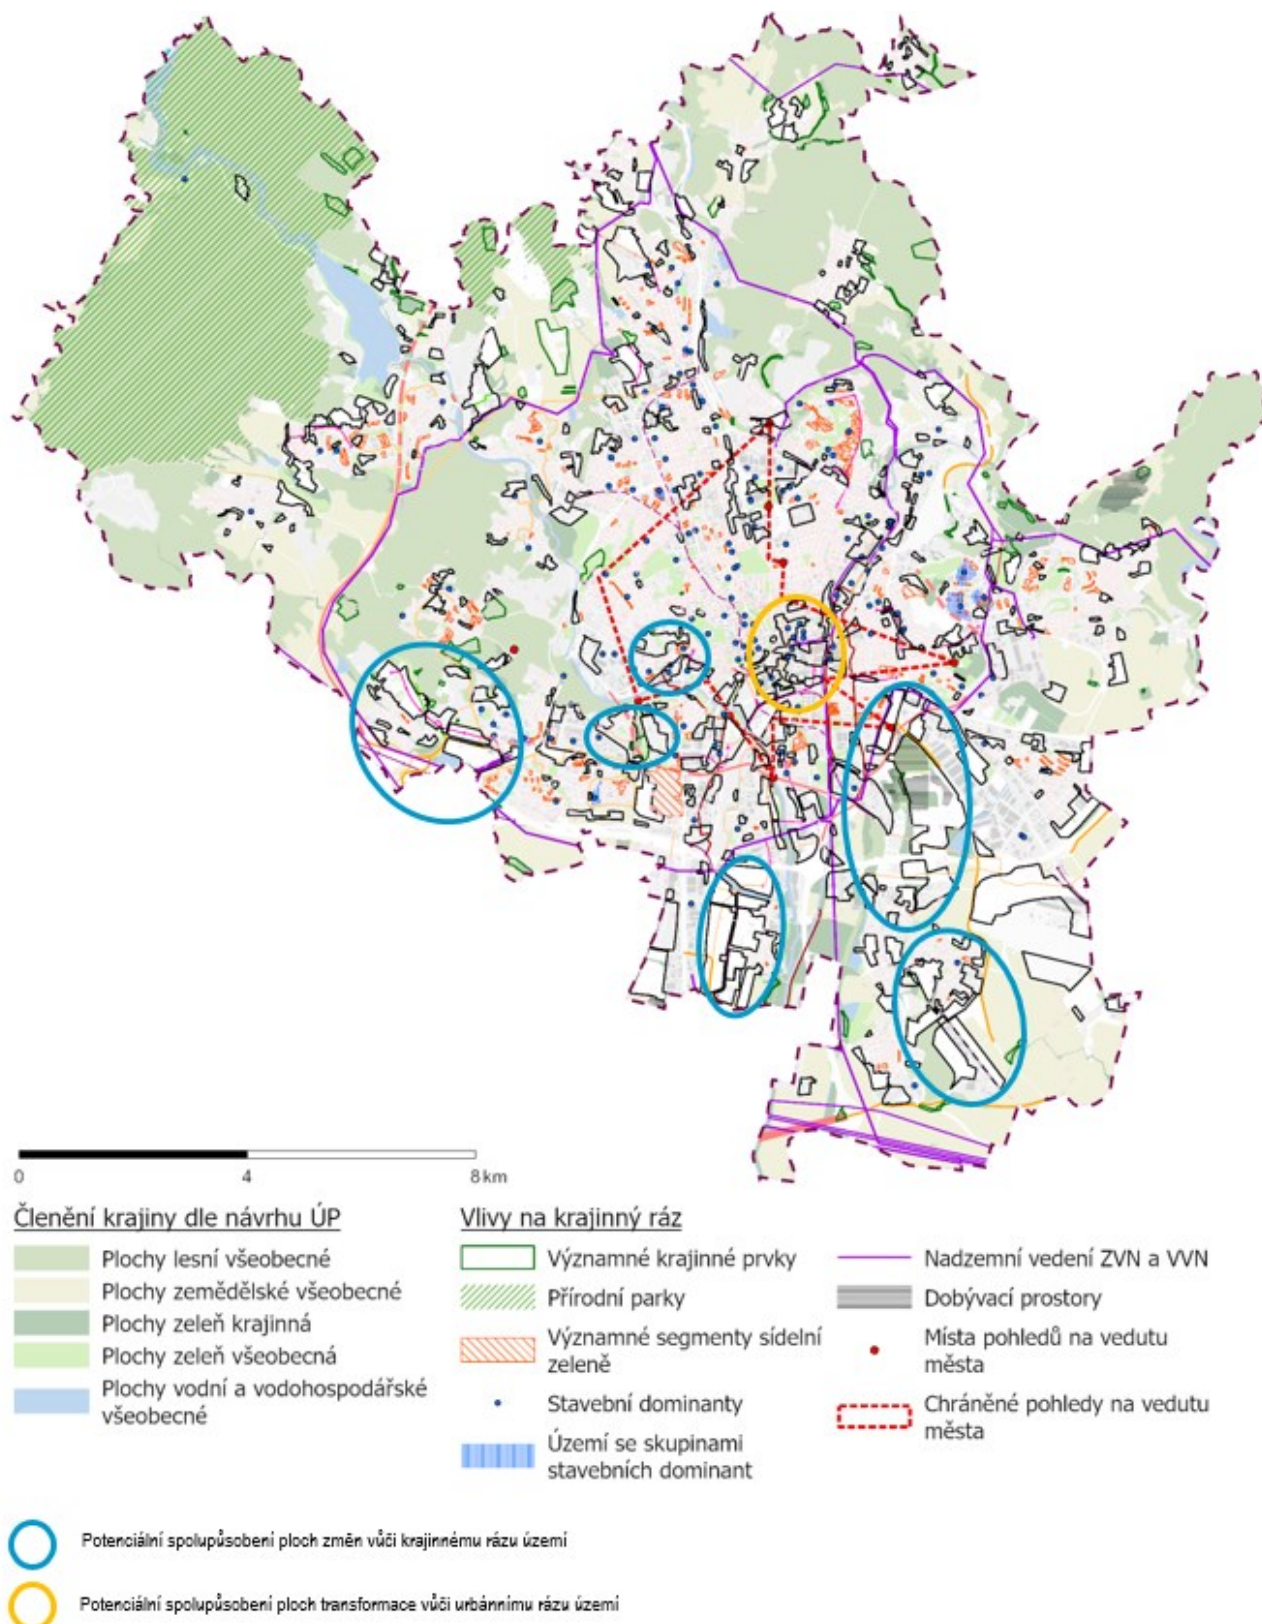 0
4
8 km
Členění krajiny dle návrhu ÚP
Plochy lesní všeobecné
Plochy zemědělské všeobecné
Plochy zeleň krajinná
Plochy zeleň všeobecná
Plochy vodní a vodohospodářské
všeobecné
Vlivy na krajinný ráz
Významné krajinné prvky
Přírodní parky
Významné segmenty sídelní
zeleně
Stavební dominanty
Území se skupinami
stavebních dominant
Nadzemní vedení ZVN a VVN
Dobývací prostory
Místa pohledů na vedutu
města
Chráněné pohledy na vedutu
města
Potenciální spolupůsobení ploch změn vůči krajinnému rázu území
Potenciální spolupůsobení ploch transformace vůči urbánnimu rázu území